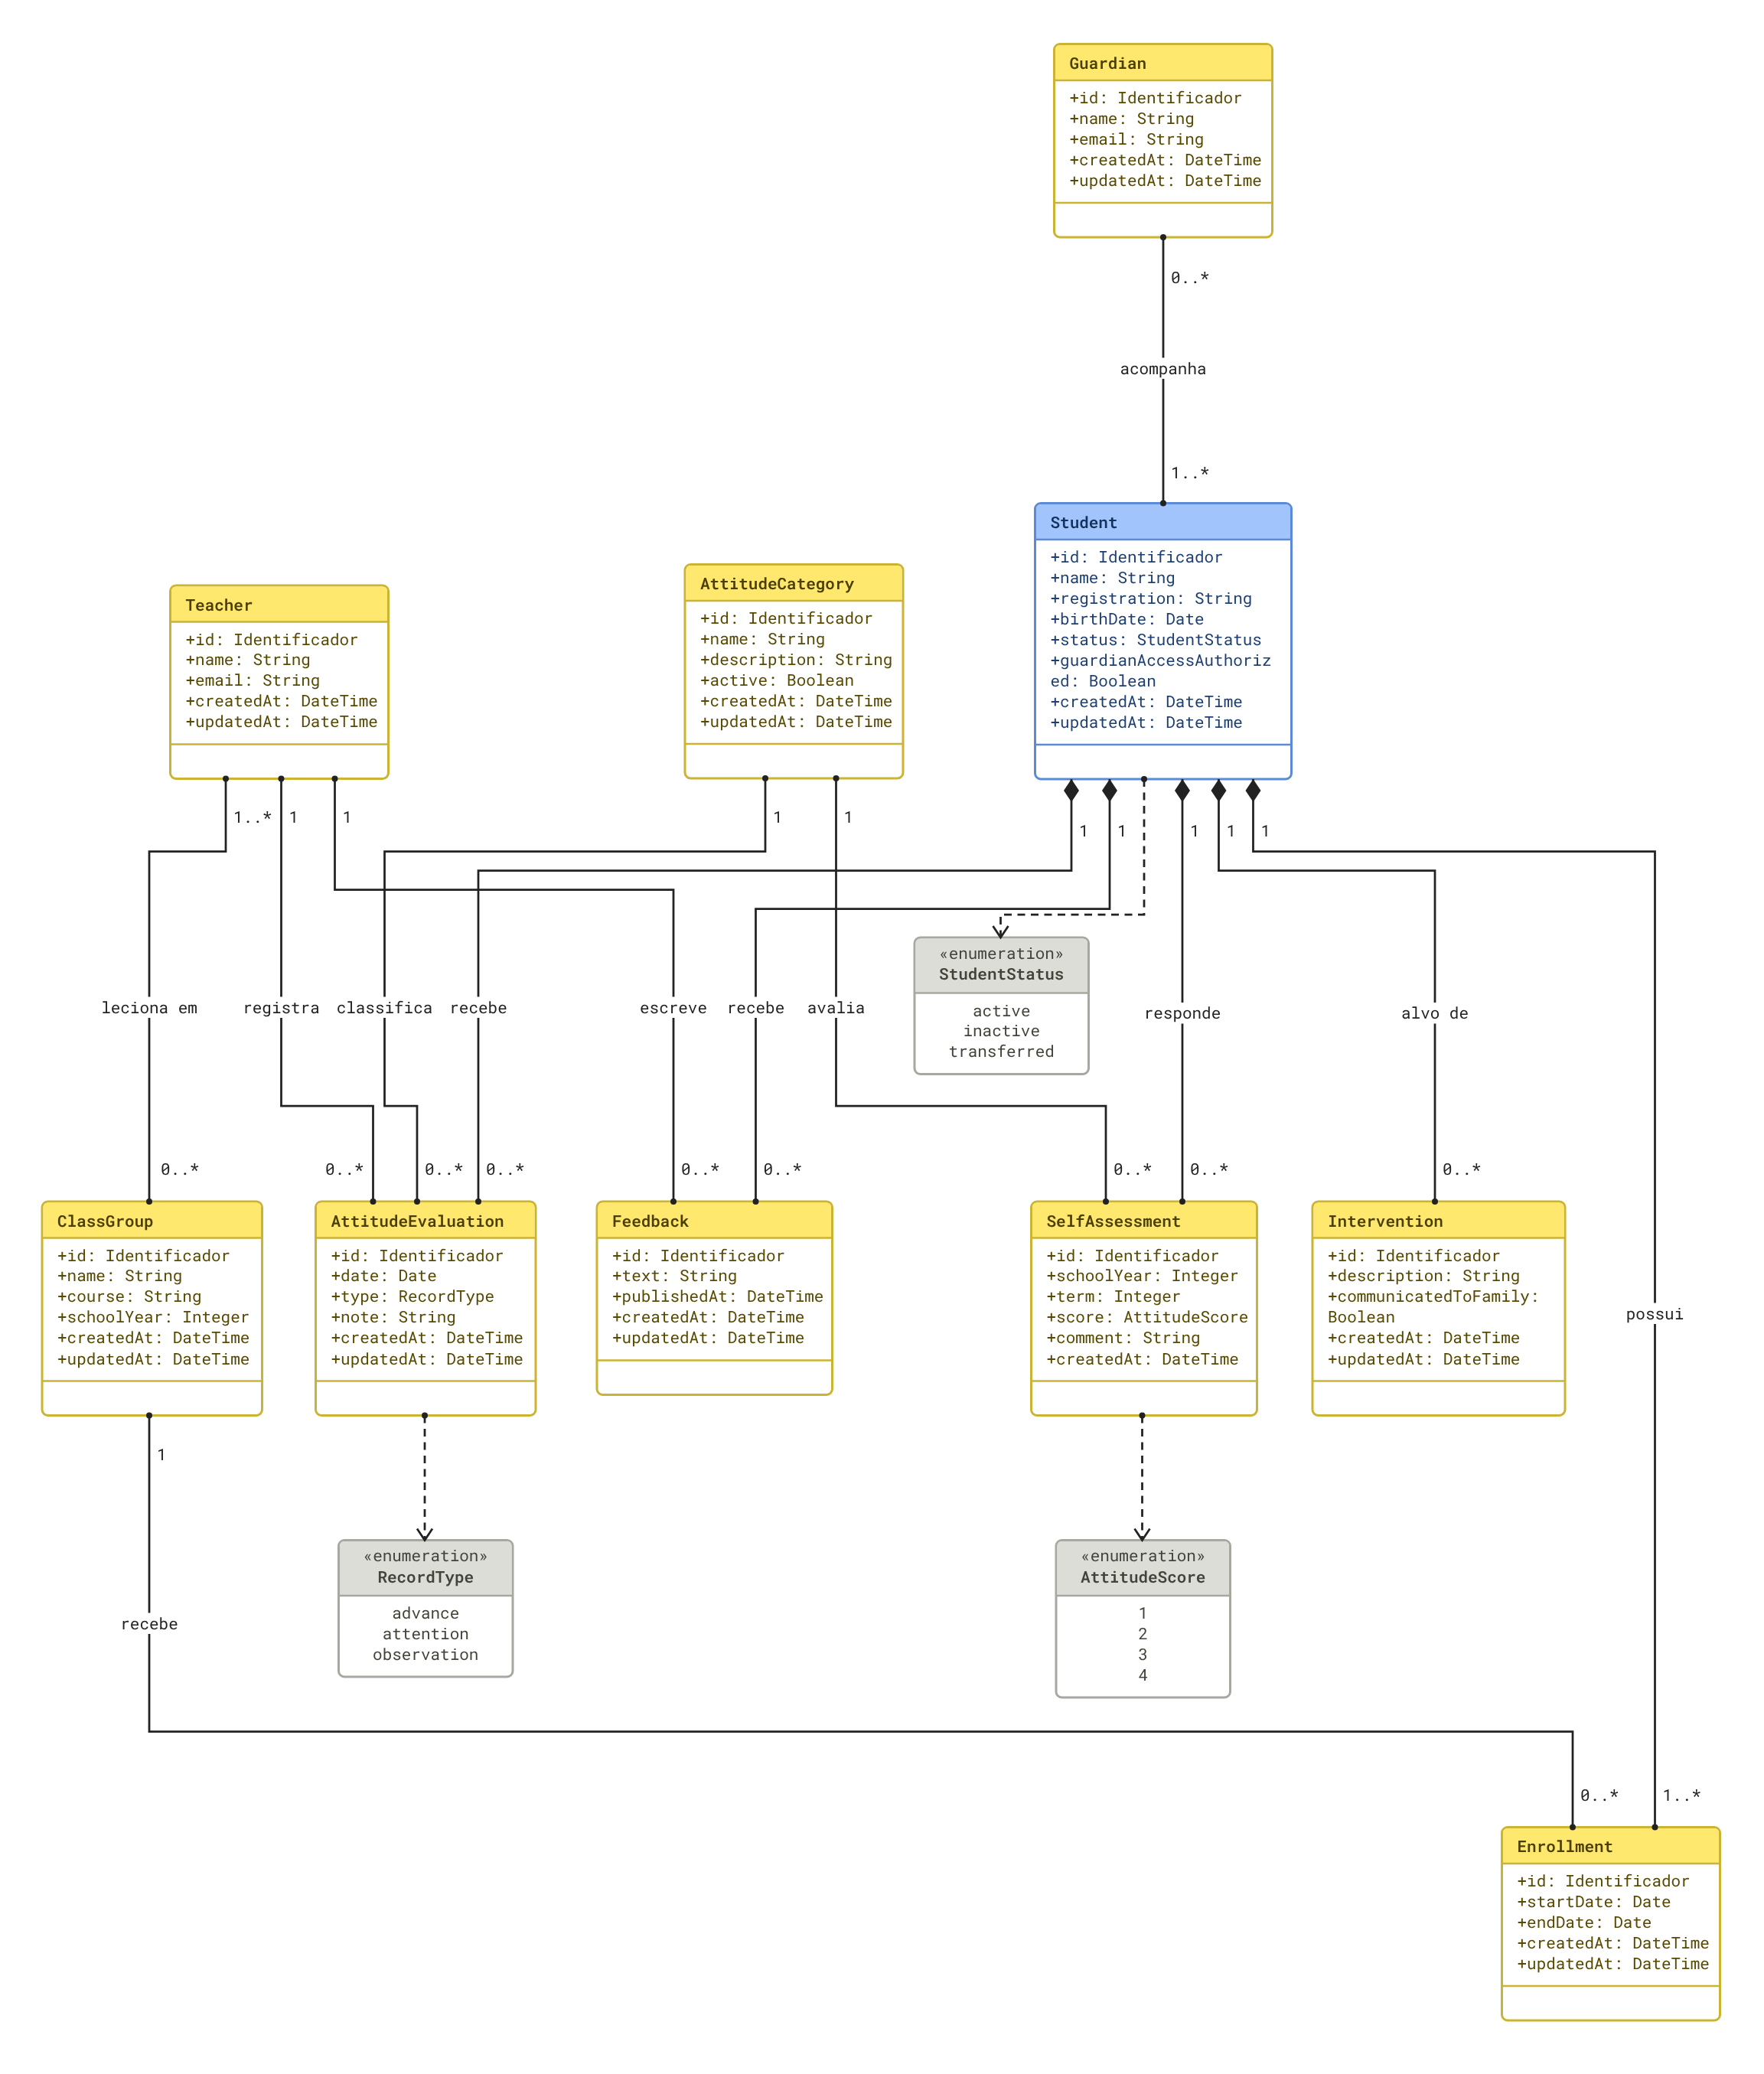 Guardian
+id: Identificador
+name: String
+email: String
+createdAt: DateTime
+updatedAt: DateTime
0..*
acompanha
1..*
Student
+id: Identificador
+name: String
+registration: String
+birthDate: Date
+status: StudentStatus
+guardianAccessAuthoriz
ed: Boolean
+createdAt: DateTime
+updatedAt: DateTime
AttitudeCategory
+id: Identificador
+name: String
+description: String
+active: Boolean
+createdAt: DateTime
+updatedAt: DateTime
Teacher
+id: Identificador
+name: String
+email: String
+createdAt: DateTime
+updatedAt: DateTime
1..* 1 1 1 1
1 1 1 1 1
«enumeration»
StudentStatus
active
inactive
transferred
leciona em registra classifica recebe escreve recebe avalia responde alvo de
0..* 0..* 0..* 0..* 0..* 0..* 0..* 0..* 0..*
ClassGroup
+id: Identificador
+name: String
+course: String
+schoolYear: Integer
+createdAt: DateTime
+updatedAt: DateTime
AttitudeEvaluation
+id: Identificador
+date: Date
+type: RecordType
+note: String
+createdAt: DateTime
+updatedAt: DateTime
Feedback
+id: Identificador
+text: String
+publishedAt: DateTime
+createdAt: DateTime
+updatedAt: DateTime
SelfAssessment
+id: Identificador
+schoolYear: Integer
+term: Integer
+score: AttitudeScore
+comment: String
+createdAt: DateTime
Intervention
+id: Identificador
+description: String
+communicatedToFamily:
Boolean
+createdAt: DateTime
+updatedAt: DateTime
possui
1
«enumeration»
RecordType
advance
attention
observation
«enumeration»
AttitudeScore
1
2
3
4
recebe
0..* 1..*
Enrollment
+id: Identificador
+startDate: Date
+endDate: Date
+createdAt: DateTime
+updatedAt: DateTime